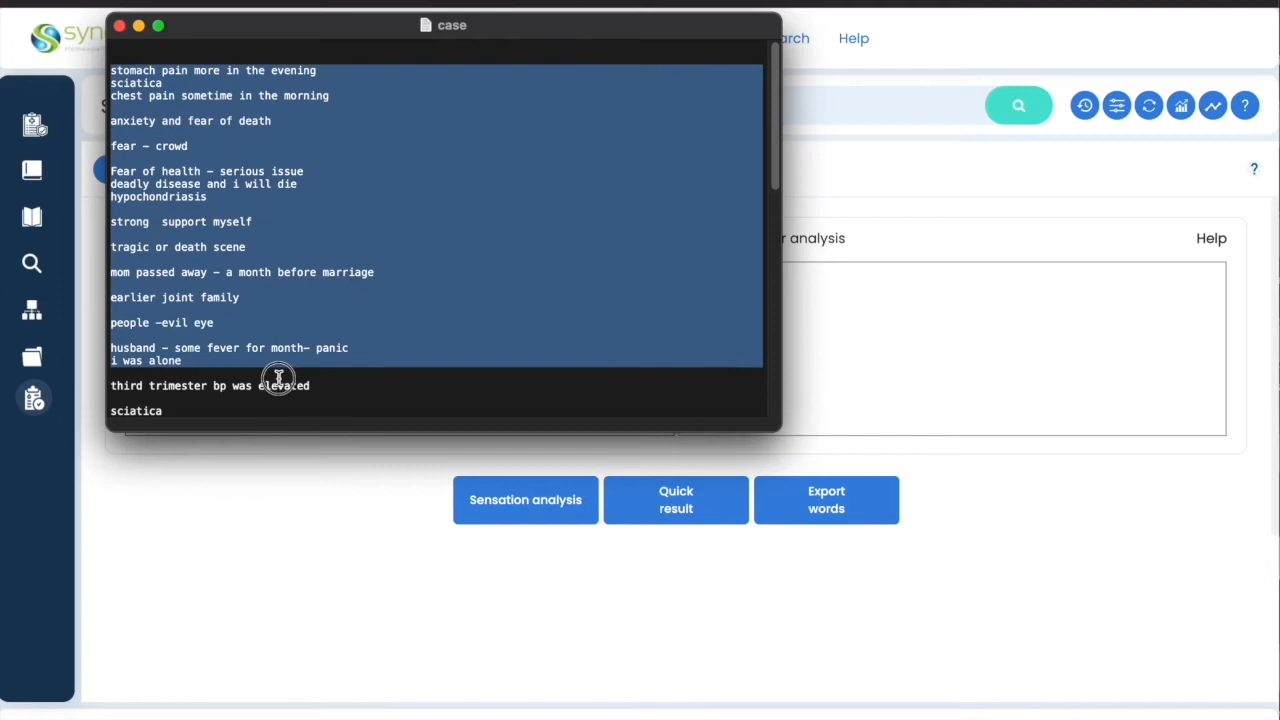 case
syn
arch
Help
stomach pain more in the evening
sciatica
chest pain sometime in the morning
anxiety and fear of death
fear - crowd
Fear of health - serious issue
deadly disease and i will die
hypochondriasis
strong  support myself
tragic or death scene
mom passed away - a month before marriage
earlier joint family
people -evil eye
husband - some fever for month- panic
i was alone
third trimester bp was elevated
sciatica
?
?
r analysis
Help
Sensation analysis
Quick
result
Export
words